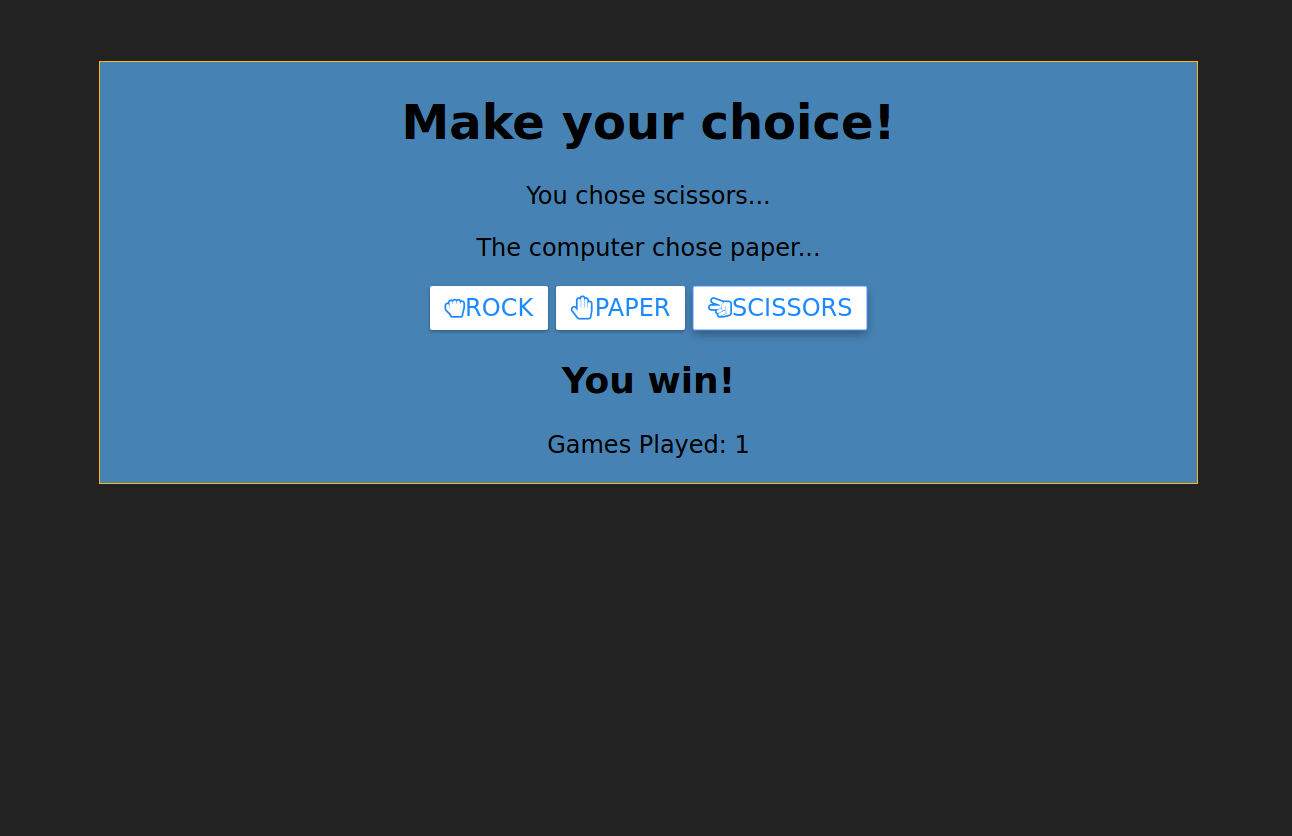 Make your choice!
You chose scissors...
The computer chose paper...
ROCK PAPER SCISSORS
You win!
Games Played: 1